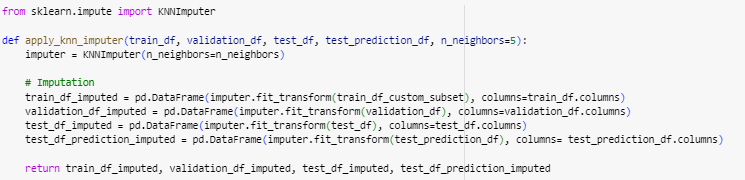 from sklearn.impute import KNNImputer
def apply_knn_imputer(train_df, validation_df, test_df, test_prediction_df, n_neighbors=5):
imputer = KNNImputer(n_neighbors=n_neighbors)
# Imputation
train_df_imputed = pd.DataFrame(imputer.fit_transform(train_df_custom_subset), columns=train_df.columns)
validation_df_imputed = pd.DataFrame(imputer.fit_transform(validation_df), columns=validation_df.columns)
test_df_imputed = pd.DataFrame(imputer.fit_transform(test_df), columns=test_df.columns)
test_df_prediction_imputed = pd.DataFrame(imputer.fit_transform(test_prediction_df), columns= test_prediction_df.columns)
return train_df_imputed, validation_df_imputed, test_df_imputed, test_df_prediction_imputed